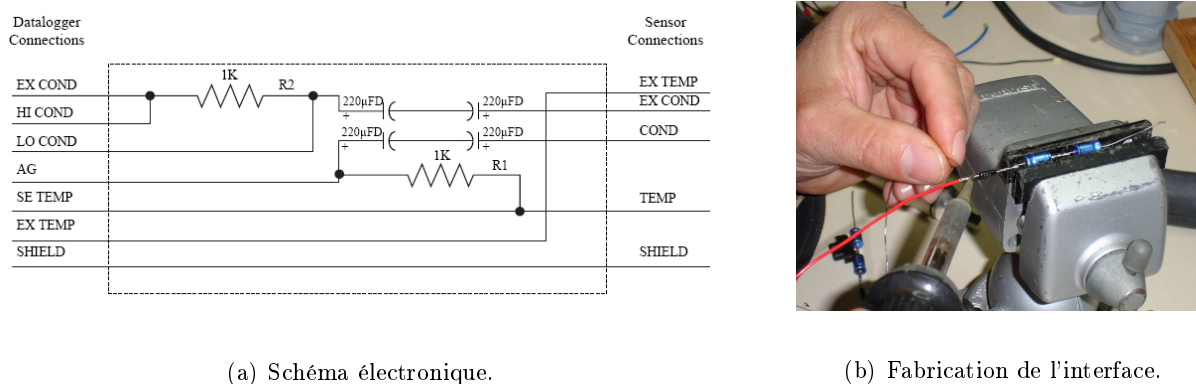 Datalogger
Connections
Sensor
Connections
EX COND
HI COND
LO COND
AG
SE TEMP
EX TEMP
SHIELD
1K
R2
220µFD
+
220µFD
+
220µFD
+
220µFD
+
1K
R1
EX TEMP
EX COND
COND
TEMP
SHIELD
(a) Schéma électronique.
(b) Fabrication de l'interface.